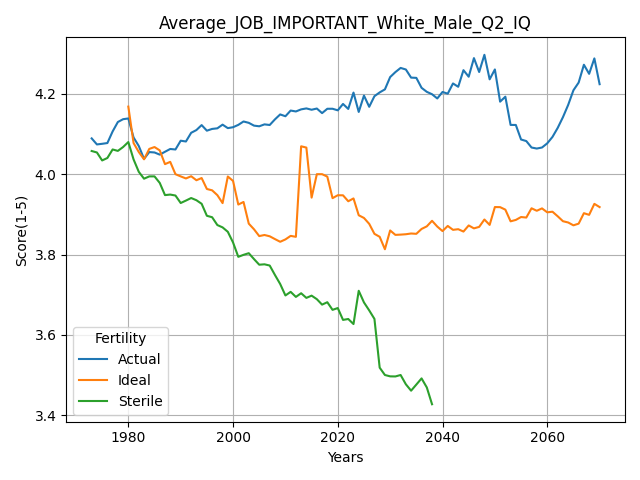 Average_JOB_IMPORTANT_White_Male_Q2_IQ
Score(1-5)
4.2
4.0
3.8
3.6
3.4
Fertility
Actual
Ideal
Sterile
1980 2000 2020 2040 2060
Years